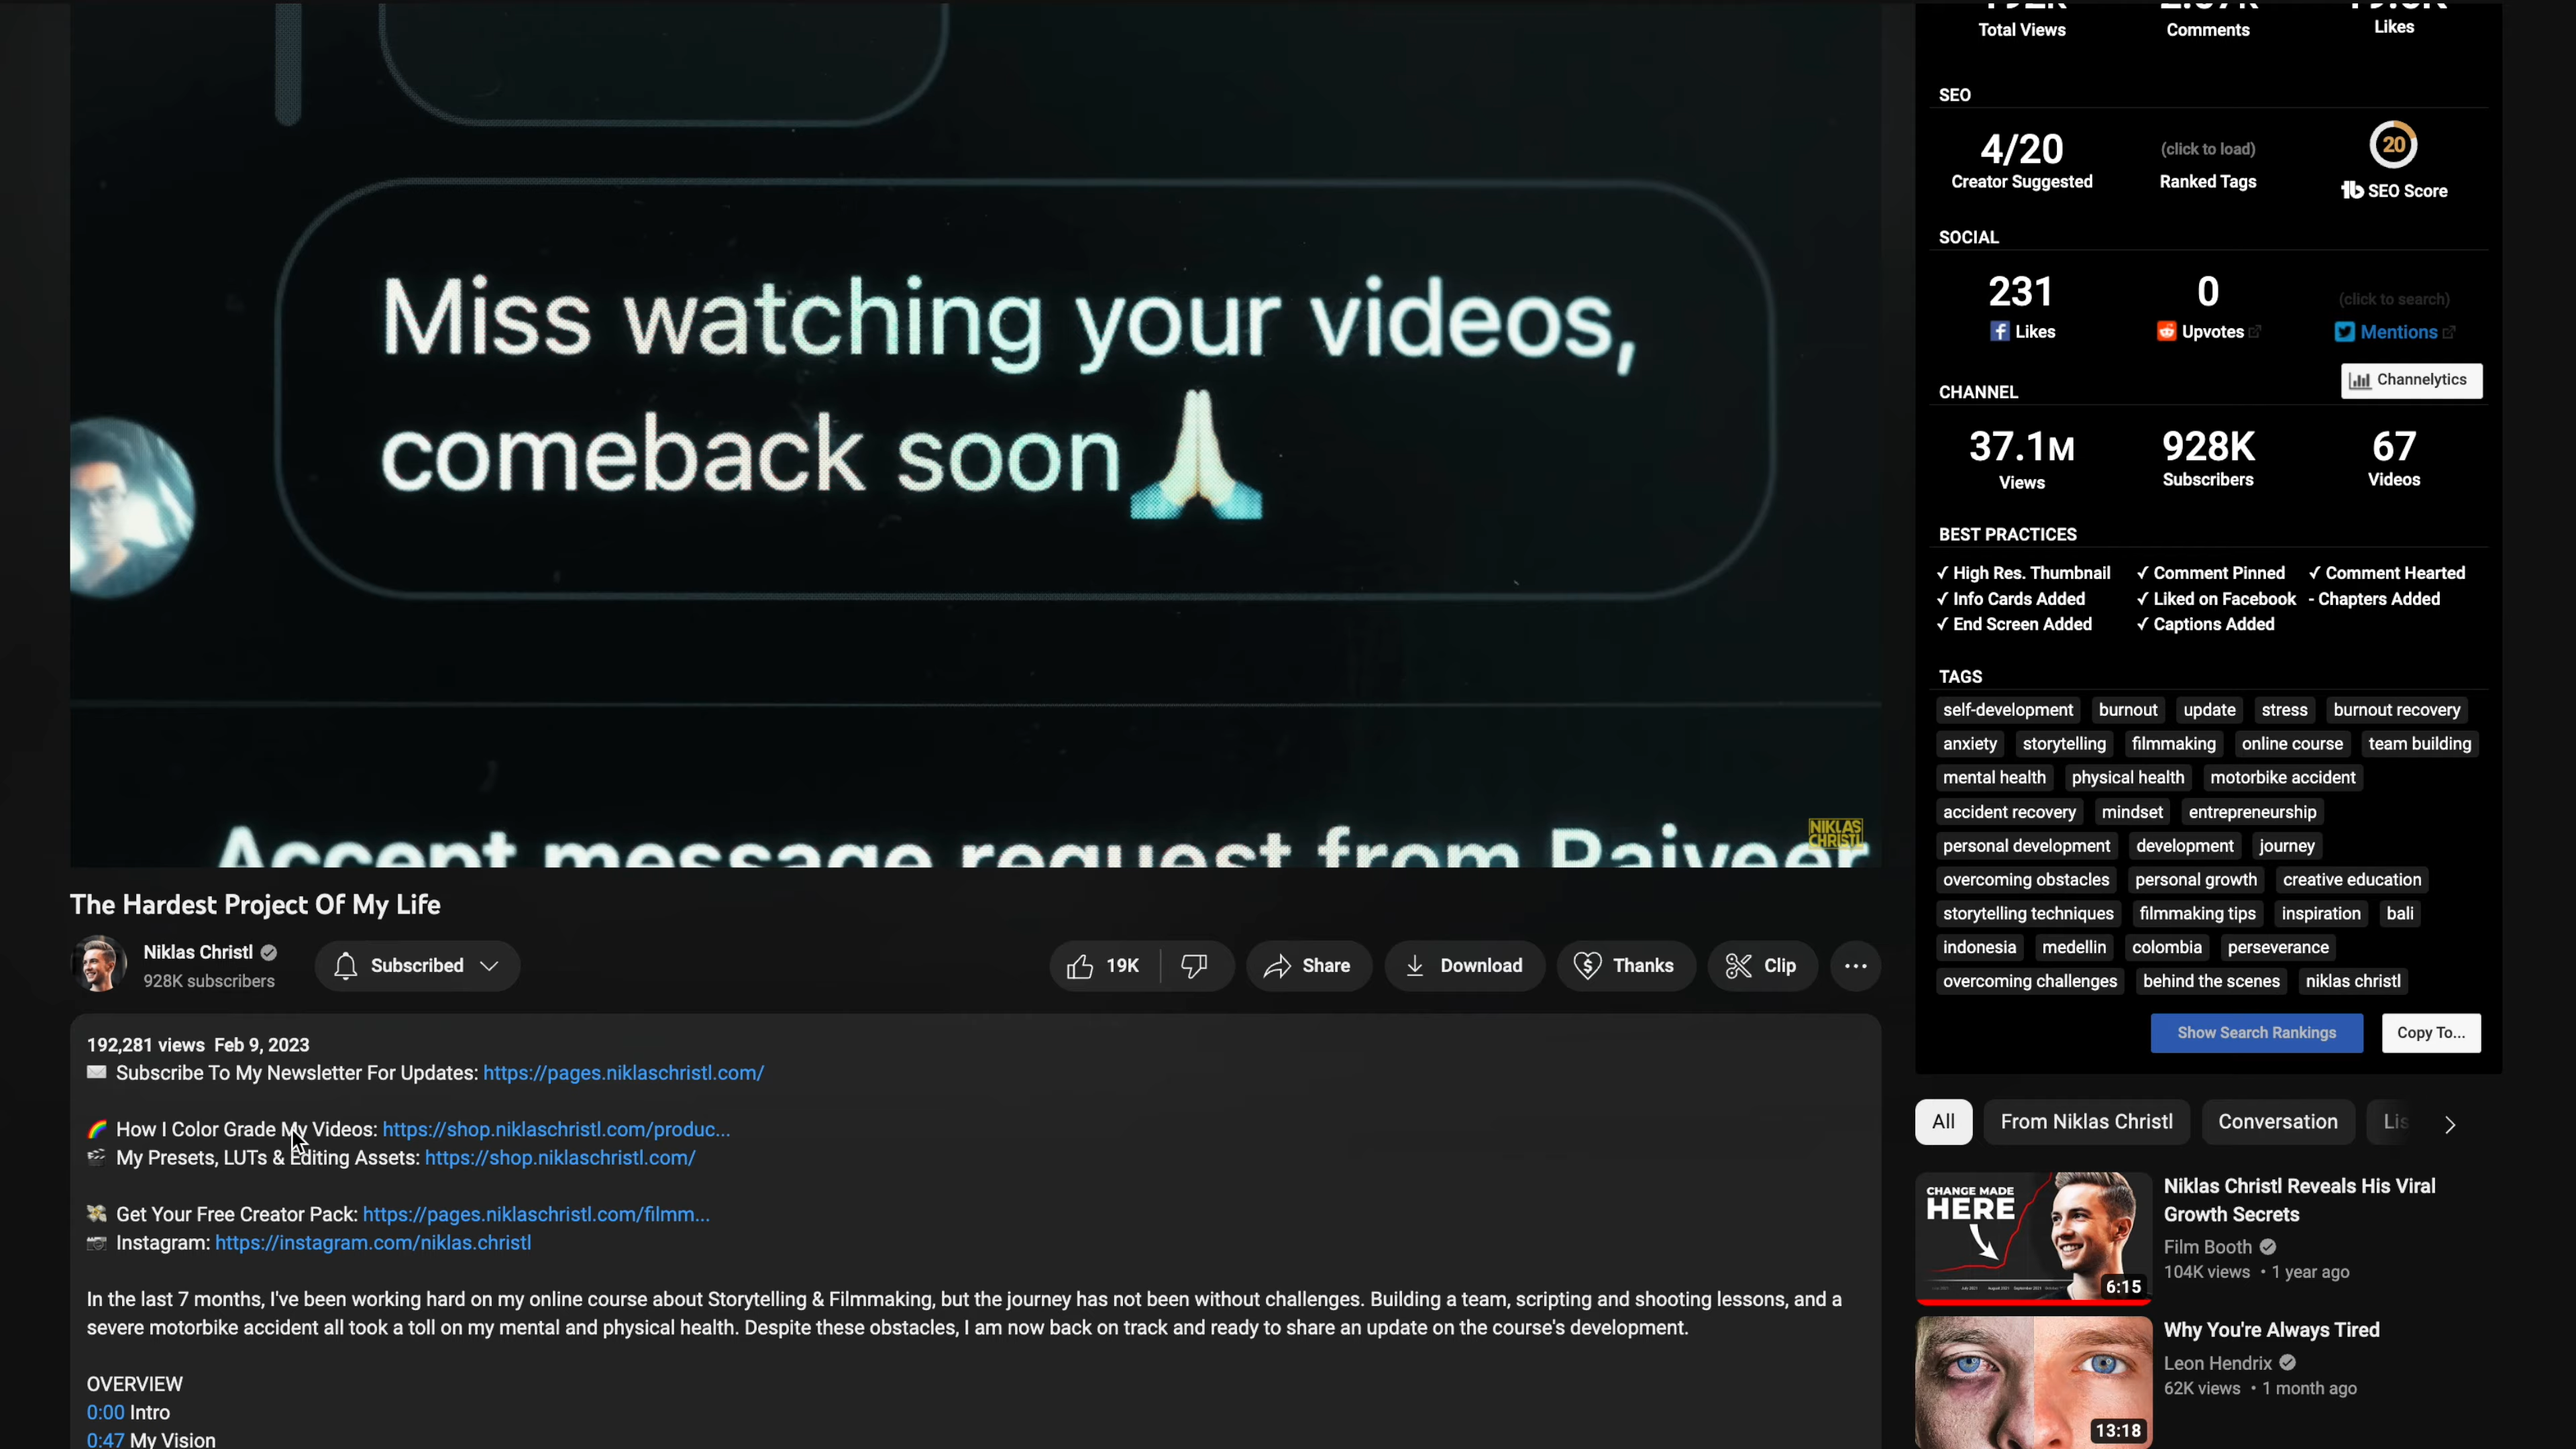 Miss watching your videos,
comeback soon🙏
Accept message request from
NIKLAS
CHRISTL
The Hardest Project Of My Life
Niklas Christl
928K subscribers
Subscribed
19K
Share
Download
Thanks
Clip
192,281 views Feb 9, 2023
✉️ Subscribe To My Newsletter For Updates: https://pages.niklaschristl.com/
🌈 How I Color Grade My Videos: https://shop.niklaschristl.com/produc...
🎬 My Presets, LUTs & Editing Assets: https://shop.niklaschristl.com/
💸 Get Your Free Creator Pack: https://pages.niklaschristl.com/filmm...
📷 Instagram: https://instagram.com/niklas.christl
In the last 7 months, I've been working hard on my online course about Storytelling & Filmmaking, but the journey has not been without challenges. Building a team, scripting and shooting lessons, and a
severe motorbike accident all took a toll on my mental and physical health. Despite these obstacles, I am now back on track and ready to share an update on the course's development.
OVERVIEW
0:00 Intro
0:47 My Vision
Total Views Comments Likes
SEO
4/20 (click to load) 20
Creator Suggested Ranked Tags tb SEO Score
SOCIAL
231 0 (click to search)
f Likes Upvotes Mentions
CHANNEL Channelytics
37.1M 928K 67
Views Subscribers Videos
BEST PRACTICES
✓ High Res. Thumbnail ✓ Comment Pinned ✓ Comment Hearted
✓ Info Cards Added ✓ Liked on Facebook - Chapters Added
✓ End Screen Added ✓ Captions Added
TAGS
self-development burnout update stress burnout recovery
anxiety storytelling filmmaking online course team building
mental health physical health motorbike accident
accident recovery mindset entrepreneurship
personal development development journey
overcoming obstacles personal growth creative education
storytelling techniques filmmaking tips inspiration bali
indonesia medellin colombia perseverance
overcoming challenges behind the scenes niklas christl
Show Search Rankings Copy To...
All From Niklas Christl Conversation
CHANGE MADE
HERE
6:15
Niklas Christl Reveals His Viral
Growth Secrets
Film Booth
104K views • 1 year ago
13:18
Why You're Always Tired
Leon Hendrix
62K views • 1 month ago